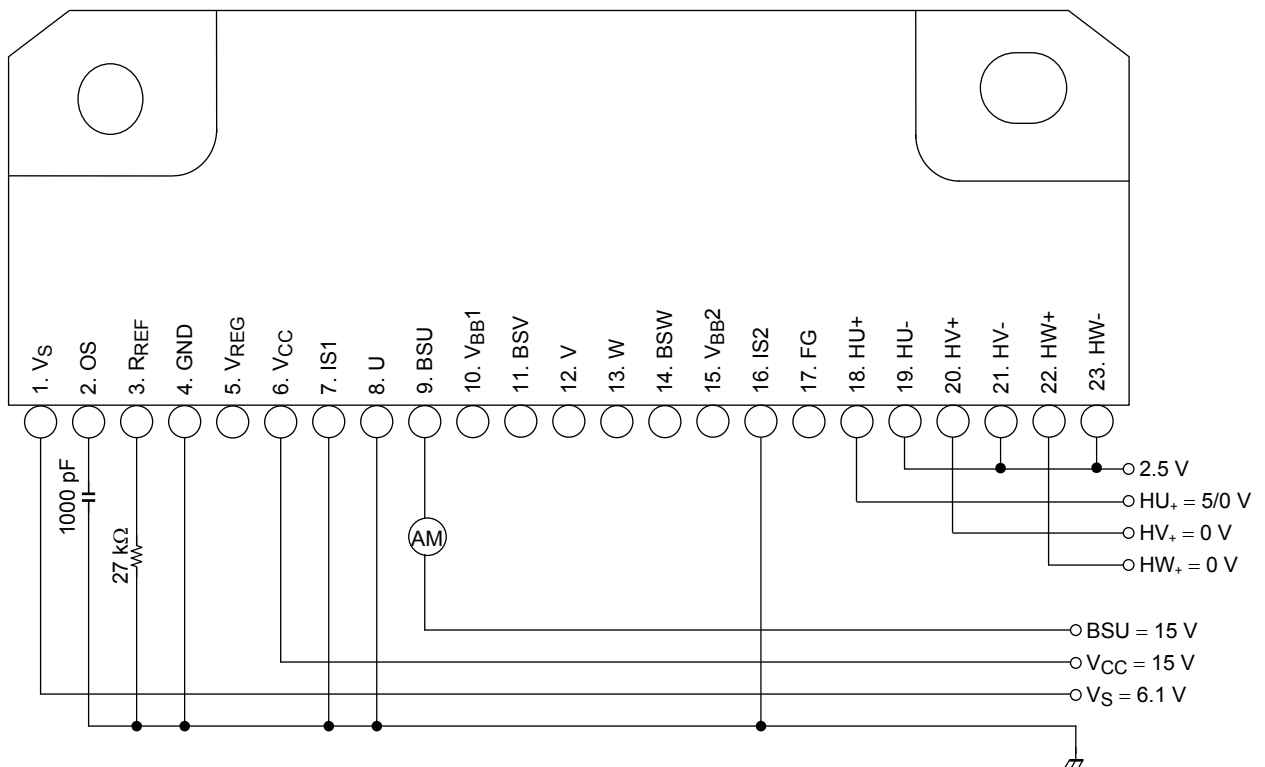 1. VS
2. OS
3. RREF
4. GND
5. VREG
6. VCC
7. IS1
8. U
9. BSU
10. VBB1
11. BSV
12. V
13. W
14. BSW
15. VBB2
16. IS2
17. FG
18. HU+
19. HU-
20. HV+
21. HV-
22. HW+
23. HW-
1000 pF
27 kΩ
AM
2.5 V
HU+ = 5/0 V
HV+ = 0 V
HW+ = 0 V
BSU = 15 V
VCC = 15 V
VS = 6.1 V